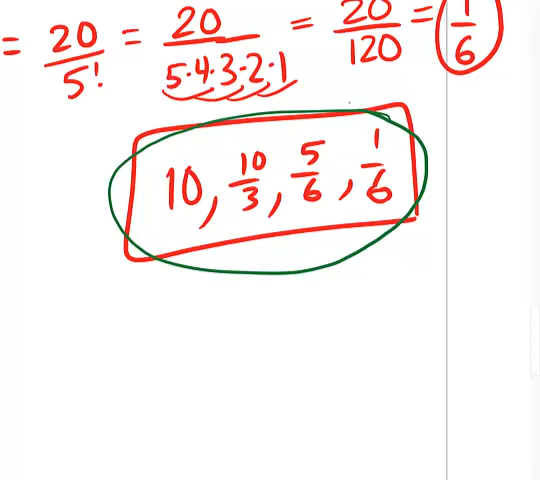 = 20/5! = 20/5·4·3·2·1 = 20/120 = 1/6
10, 10/3, 5/6, 1/6